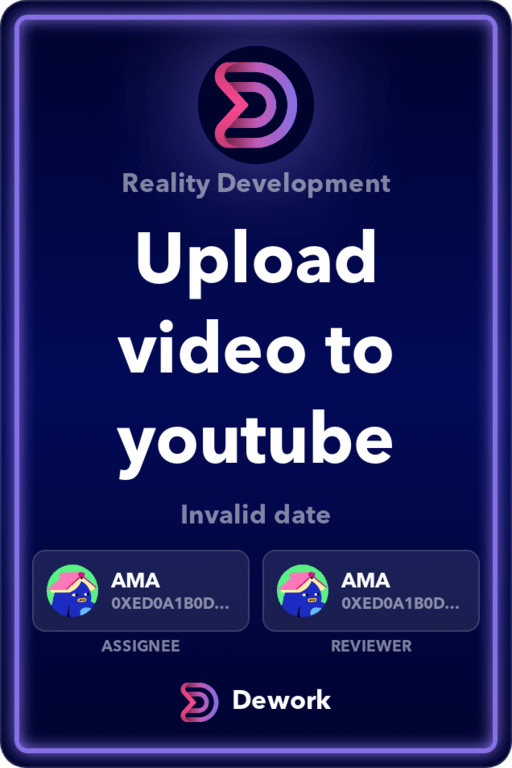 Reality Development
Upload
video to
youtube
Invalid date
AMA
0XED0A1B0D...
ASSIGNEE
AMA
0XED0A1B0D...
REVIEWER
Dework